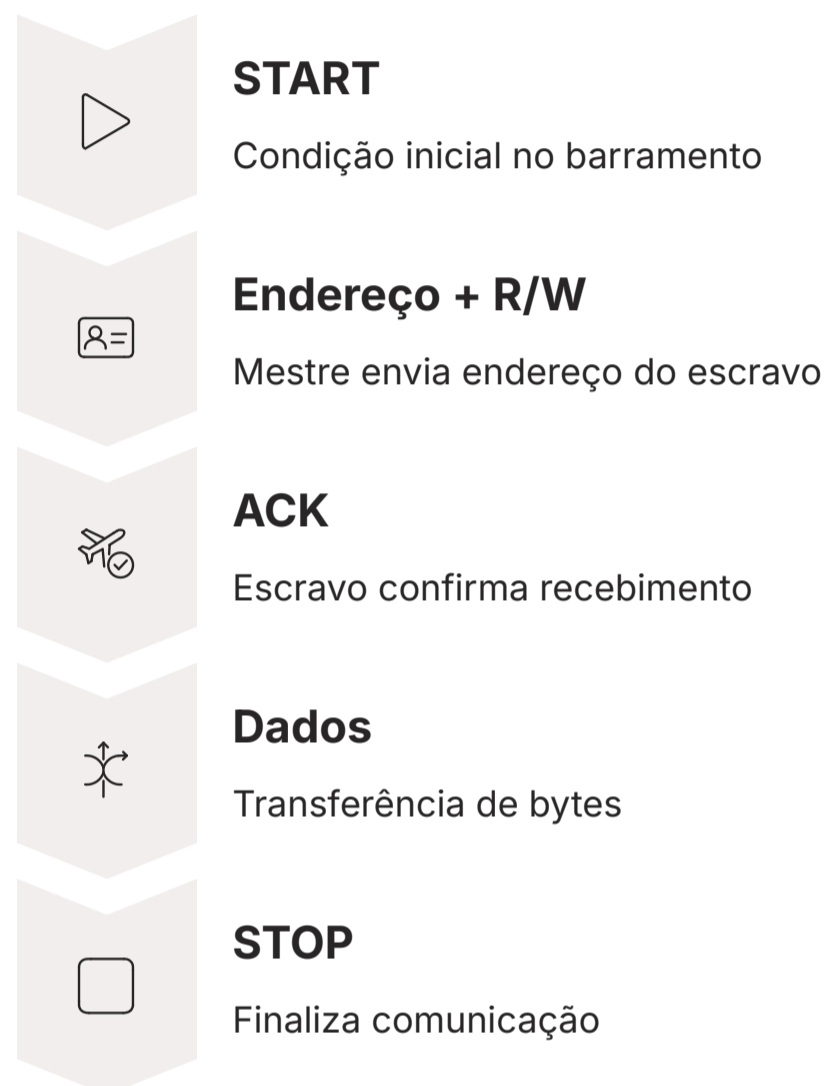 START
Condição inicial no barramento
Endereço + R/W
Mestre envia endereço do escravo
ACK
Escravo confirma recebimento
Dados
Transferência de bytes
STOP
Finaliza comunicação